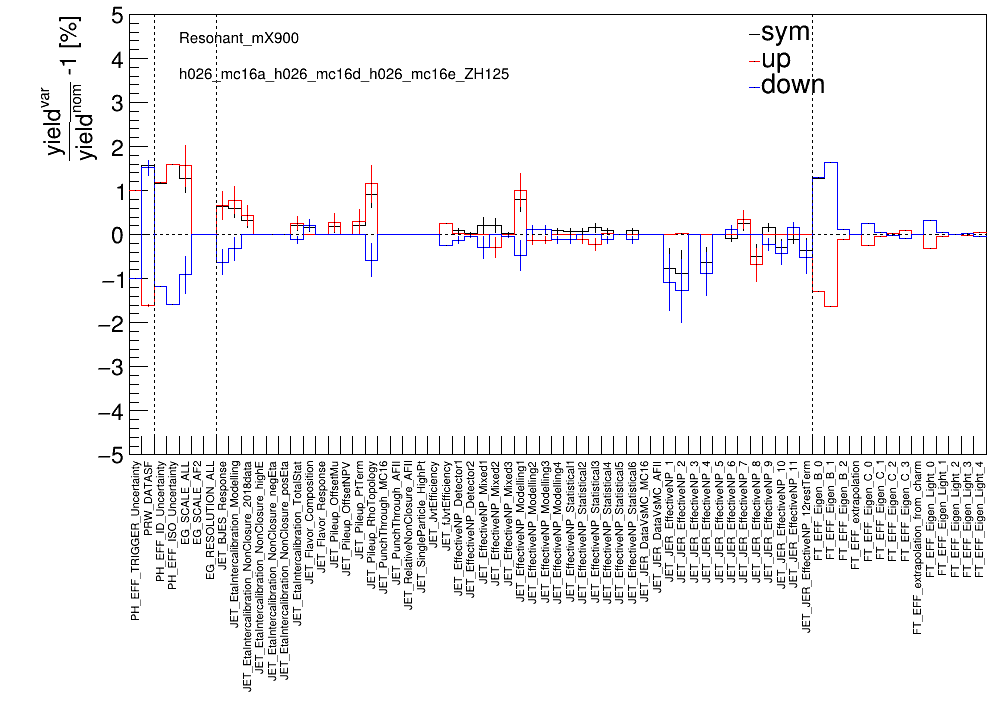 yield^var
yield^nom -1 [%]
5
4
3
2
1
0
−1
−2
−3
−4
−5
Resonant_mX900
h026_mc16a_h026_mc16d_h026_mc16e_ZH125
sym
up
down
PH_EFF_TRIGGER_Uncertainty
PRW_DATASF
PH_EFF_ID_Uncertainty
PH_EFF_ISO_Uncertainty
EG_SCALE_ALL
EG_SCALE_AF2
EG_RESOLUTION_ALL
JET_BJES_Response
JET_EtaIntercalibration_Modelling
JET_EtaIntercalibration_NonClosure_2018data
JET_EtaIntercalibration_NonClosure_highE
JET_EtaIntercalibration_NonClosure_negEta
JET_EtaIntercalibration_NonClosure_posEta
JET_EtaIntercalibration_TotalStat
JET_Flavor_Composition
JET_Flavor_Response
JET_Pileup_OffsetMu
JET_Pileup_OffsetNPV
JET_Pileup_PtTerm
JET_Pileup_RhoTopology
JET_PunchThrough_MC16
JET_PunchThrough_AFII
JET_RelativeNonClosure_AFII
JET_SingleParticle_HighPt
JET_JvtEfficiency
JET_fJvtEfficiency
JET_EffectiveNP_Detector1
JET_EffectiveNP_Detector2
JET_EffectiveNP_Mixed1
JET_EffectiveNP_Mixed2
JET_EffectiveNP_Mixed3
JET_EffectiveNP_Modelling1
JET_EffectiveNP_Modelling2
JET_EffectiveNP_Modelling3
JET_EffectiveNP_Modelling4
JET_EffectiveNP_Statistical1
JET_EffectiveNP_Statistical2
JET_EffectiveNP_Statistical3
JET_EffectiveNP_Statistical4
JET_EffectiveNP_Statistical5
JET_EffectiveNP_Statistical6
JET_JER_DataVsMC_MC16
JET_JER_DataVsMC_AFII
JET_JER_EffectiveNP_1
JET_JER_EffectiveNP_2
JET_JER_EffectiveNP_3
JET_JER_EffectiveNP_4
JET_JER_EffectiveNP_5
JET_JER_EffectiveNP_6
JET_JER_EffectiveNP_7
JET_JER_EffectiveNP_8
JET_JER_EffectiveNP_9
JET_JER_EffectiveNP_10
JET_JER_EffectiveNP_11
JET_JER_EffectiveNP_12restTerm
FT_EFF_Eigen_B_0
FT_EFF_Eigen_B_1
FT_EFF_Eigen_B_2
FT_EFF_extrapolation
FT_EFF_Eigen_C_0
FT_EFF_Eigen_C_1
FT_EFF_Eigen_C_2
FT_EFF_Eigen_C_3
FT_EFF_extrapolation_from_charm
FT_EFF_Eigen_Light_0
FT_EFF_Eigen_Light_1
FT_EFF_Eigen_Light_2
FT_EFF_Eigen_Light_3
FT_EFF_Eigen_Light_4